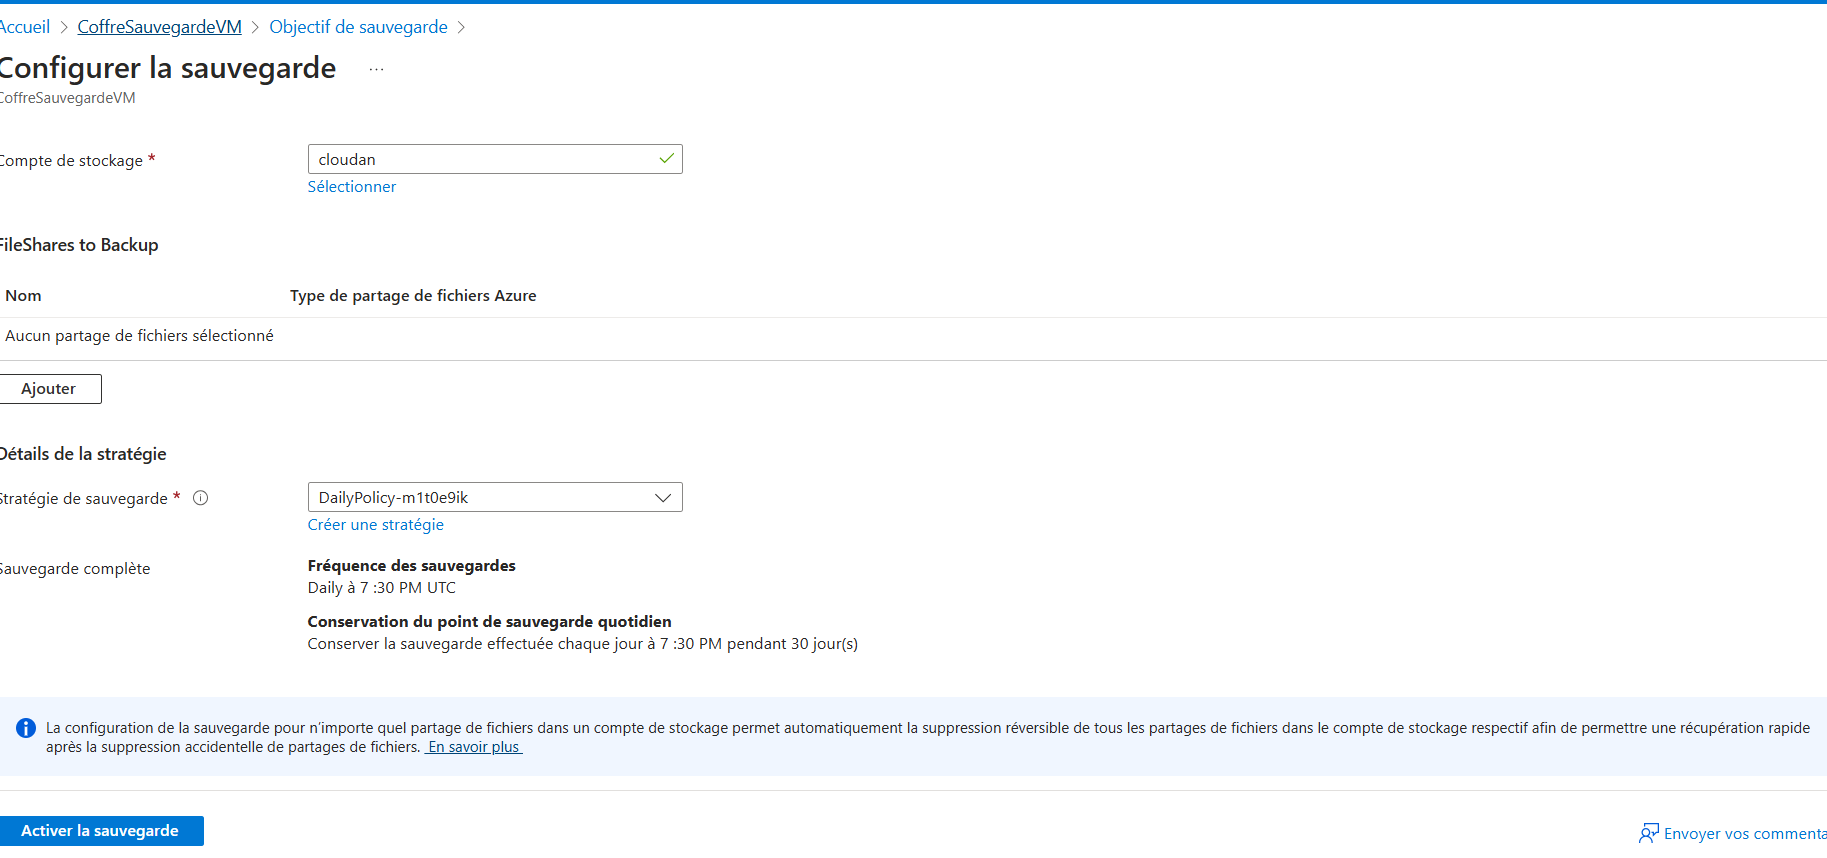 Accueil > CoffreSauvegardeVM > Objectif de sauvegarde >
Configurer la sauvegarde ...
CoffreSauvegardeVM
Compte de stockage * cloudan
Sélectionner
FileShares to Backup
Nom Type de partage de fichiers Azure
Aucun partage de fichiers sélectionné
Ajouter
Détails de la stratégie
Stratégie de sauvegarde * DailyPolicy-m1t0e9ik
Créer une stratégie
Sauvegarde complète
Fréquence des sauvegardes
Daily à 7 :30 PM UTC
Conservation du point de sauvegarde quotidien
Conserver la sauvegarde effectuée chaque jour à 7 :30 PM pendant 30 jour(s)
La configuration de la sauvegarde pour n’importe quel partage de fichiers dans un compte de stockage permet automatiquement la suppression réversible de tous les partages de fichiers dans le compte de stockage respectif afin de permettre une récupération rapide
après la suppression accidentelle de partages de fichiers. En savoir plus
Activer la sauvegarde
Envoyer vos commenta